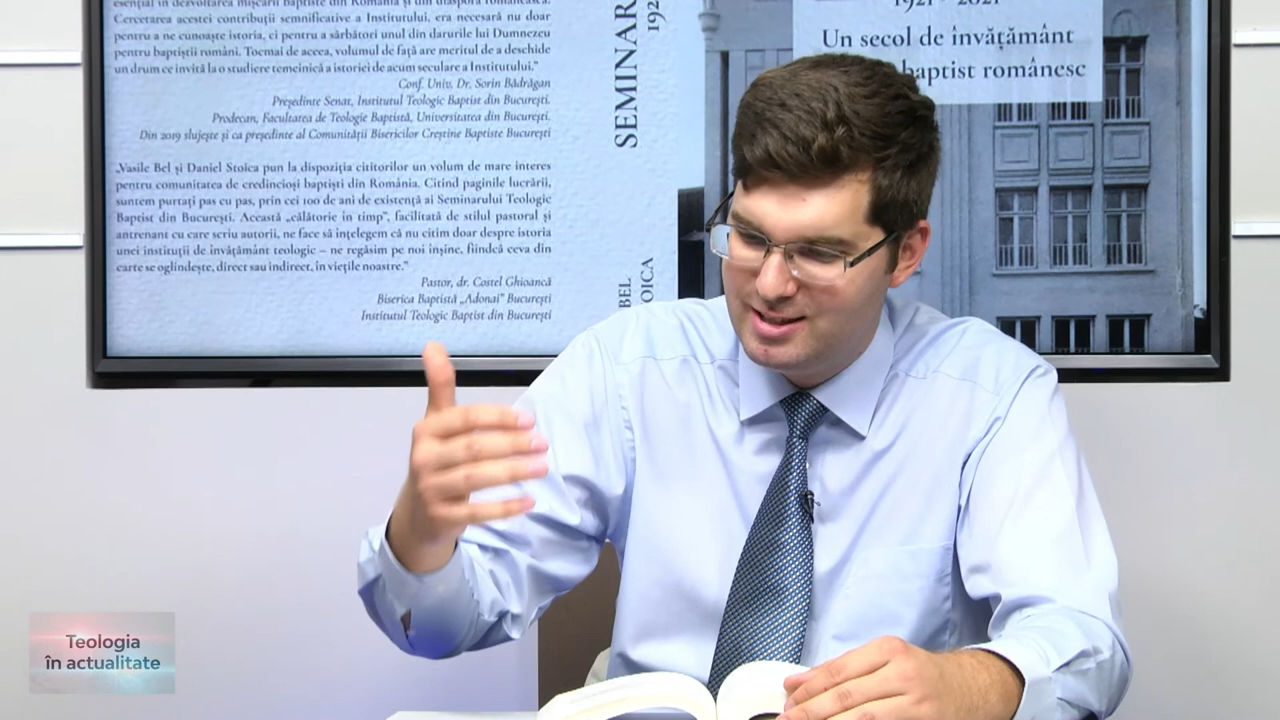 esențial în dezvoltarea mișcării baptiste din România și din diaspora românească.
Cercetarea acestei contribuții semnificative a Institutului, era necesară nu doar
pentru a ne cunoaște istoria, ci pentru a sărbători unul din darurile lui Dumnezeu
pentru baptiștii români. Tocmai de aceea, volumul de față are meritul de a deschide
un drum ce invită la o studiere temeinică a istoriei de acum seculare a Institutului.”
Conf. Univ. Dr. Sorin Bădrăgan
Președinte Senat, Institutul Teologic Baptist din București.
Prodecan, Facultatea de Teologie Baptistă, Universitatea din București.
Din 2019 slujește și ca președinte al Comunității Bisericilor Creștine Baptiste București
„Vasile Bel și Daniel Stoica pun la dispoziția cititorilor un volum de mare interes
pentru comunitatea de credincioși baptiști din România. Citind paginile lucrării,
suntem purtați pas cu pas, prin cei 100 de ani de existență ai Seminarului Teologic
Baptist din București. Această „călătorie in timp”, facilitată de stilul pastoral și
antrenant cu care scriu autorii, ne face să ințelegem că nu citim doar despre istoria
unei instituții de învățământ teologic – ne regăsim pe noi înșine, fiindcă ceva din
carte se oglindește, direct sau indirect, în viețile noastre.”
Pastor, dr. Costel Ghioancă
Biserica Baptistă „Adonai” București
Institutul Teologic Baptist din București
SEMINAR
192
BEL
OICA
1921 - 2021
Un secol de învățământ
baptist românesc
Teologia
în actualitate